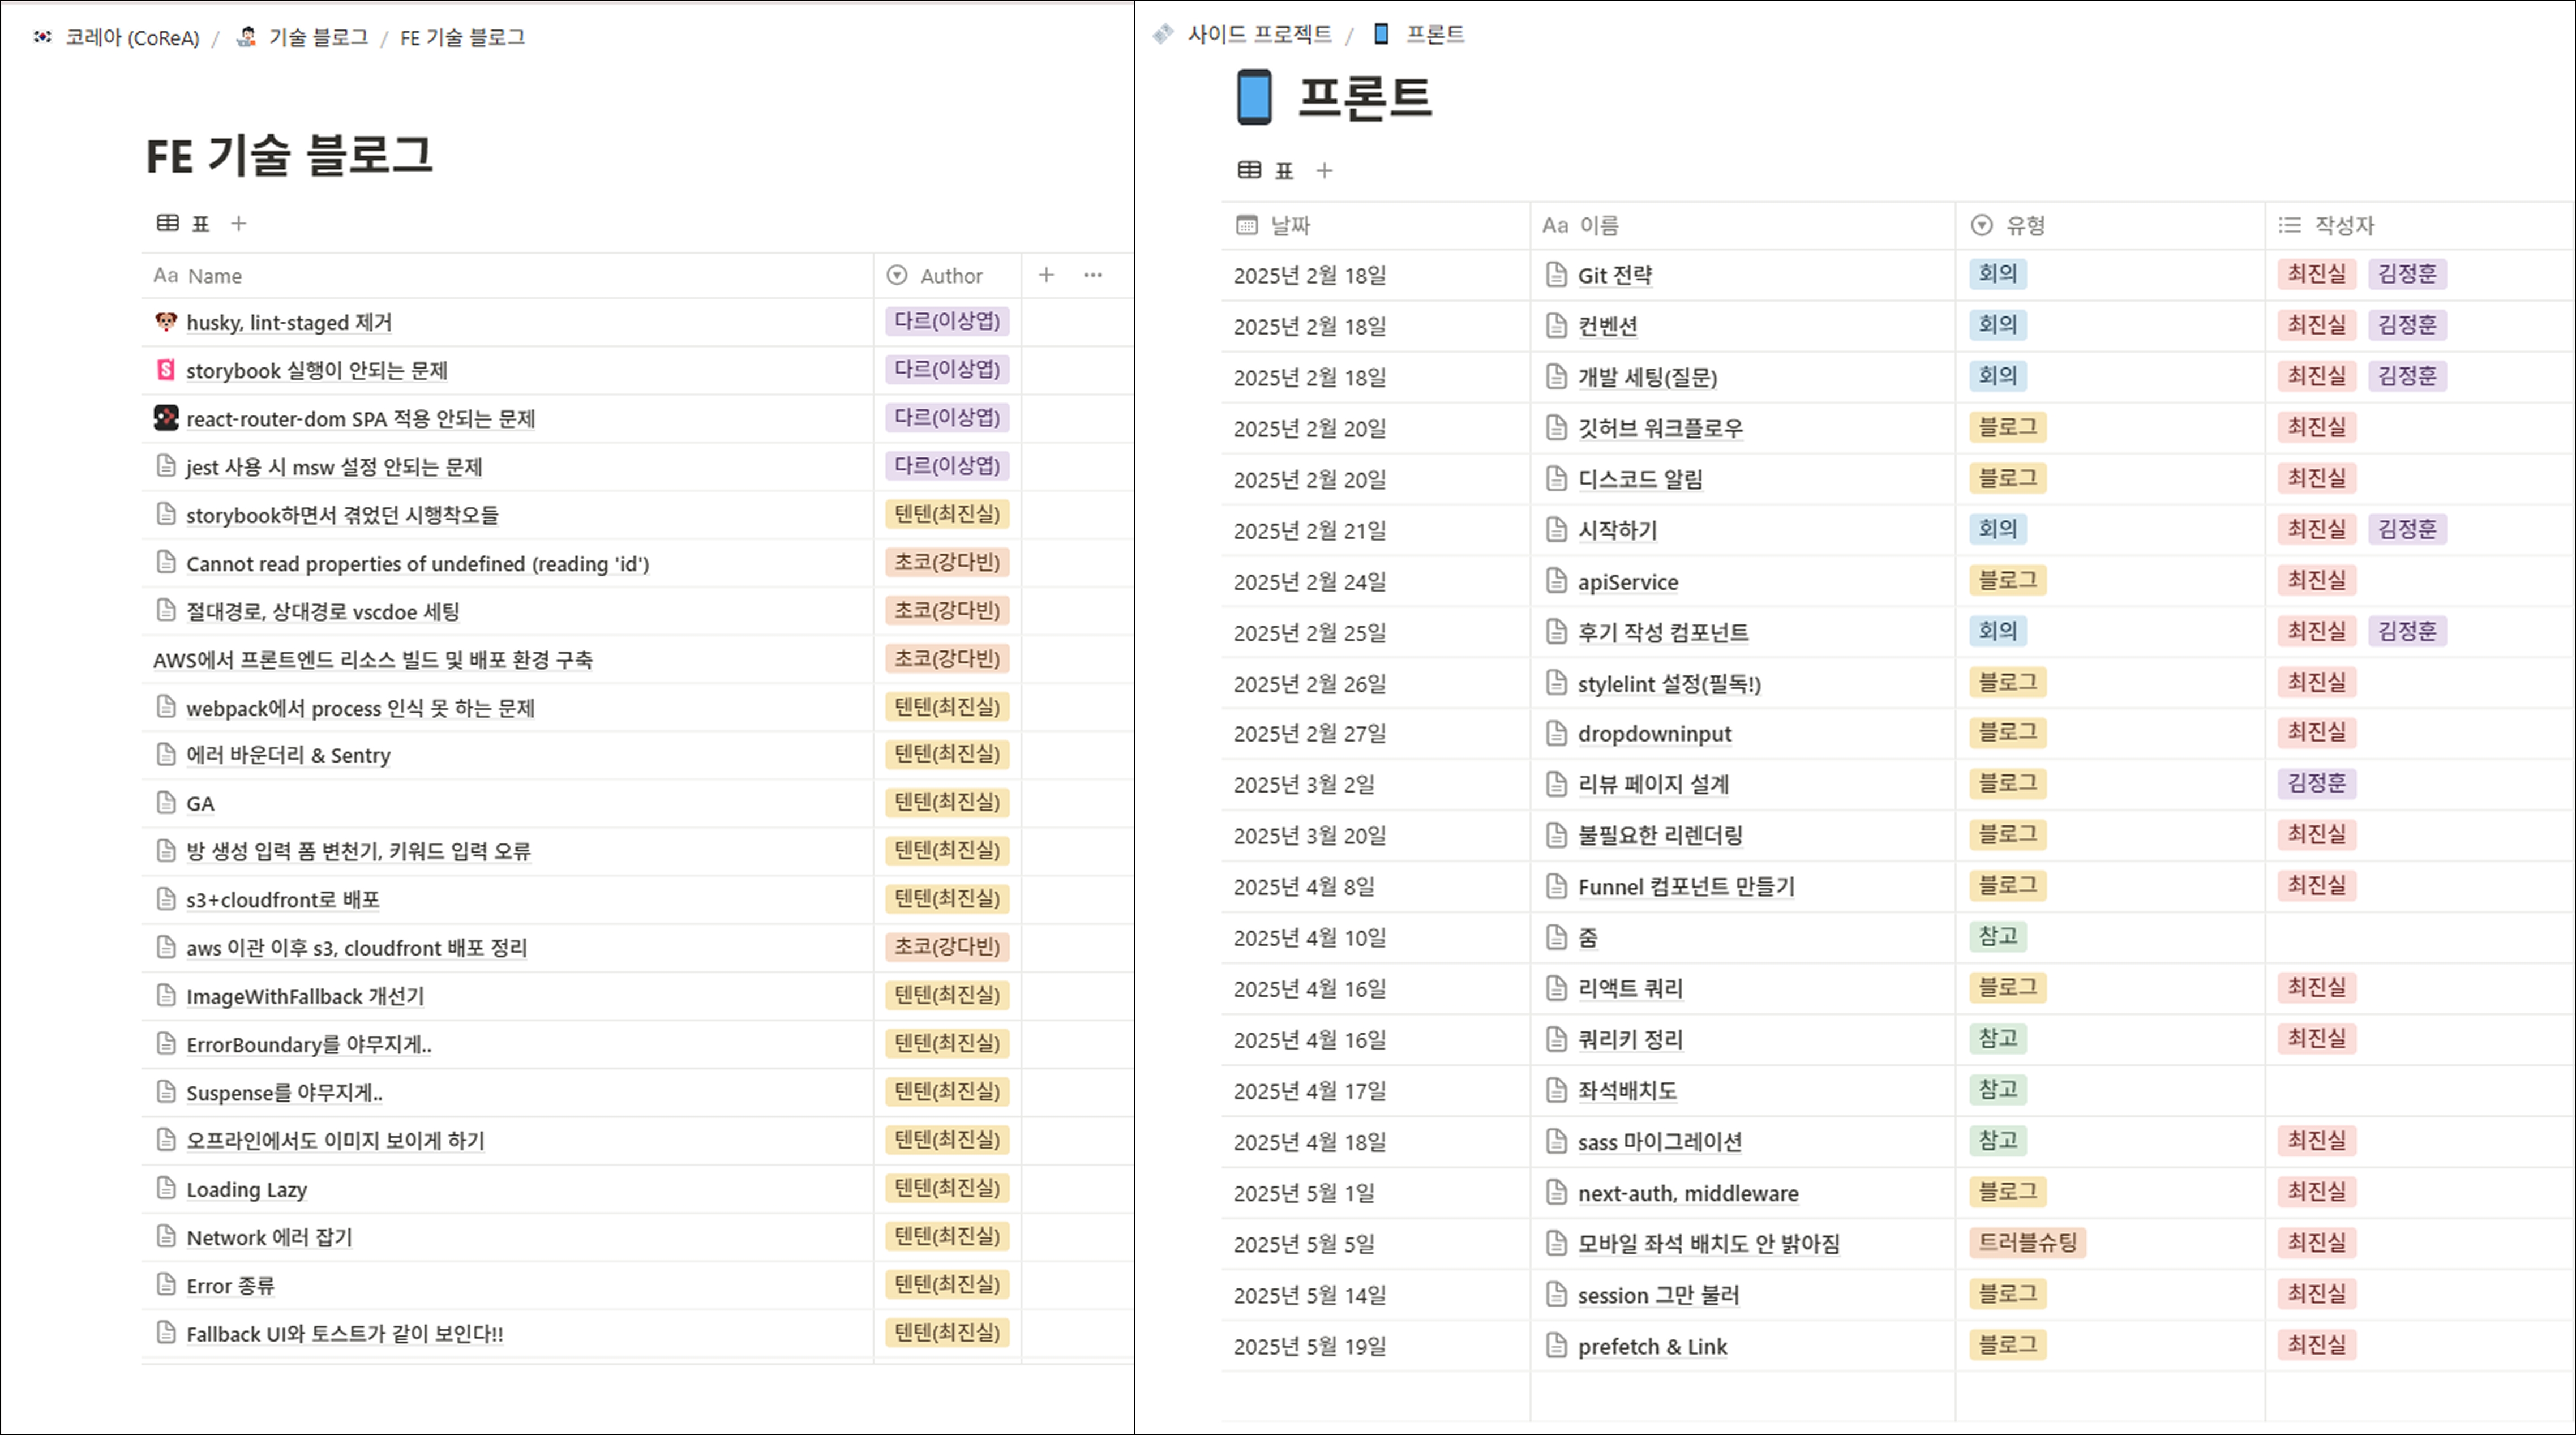 코레아 (CoReA) / 기술 블로그 / FE 기술 블로그
FE 기술 블로그
표 +
Aa Name Author + ...
husky, lint-staged 제거 다르(이상엽)
storybook 실행이 안되는 문제 다르(이상엽)
react-router-dom SPA 적용 안되는 문제 다르(이상엽)
jest 사용 시 msw 설정 안되는 문제 다르(이상엽)
storybook하면서 겪었던 시행착오들 텐텐(최진실)
Cannot read properties of undefined (reading 'id') 초코(강다빈)
절대경로, 상대경로 vscdoe 세팅 초코(강다빈)
AWS에서 프론트엔드 리소스 빌드 및 배포 환경 구축 초코(강다빈)
webpack에서 process 인식 못 하는 문제 텐텐(최진실)
에러 바운더리 & Sentry 텐텐(최진실)
GA 텐텐(최진실)
방 생성 입력 폼 변천기, 키워드 입력 오류 텐텐(최진실)
s3+cloudfront로 배포 텐텐(최진실)
aws 이관 이후 s3, cloudfront 배포 정리 초코(강다빈)
ImageWithFallback 개선기 텐텐(최진실)
ErrorBoundary를 야무지게.. 텐텐(최진실)
Suspense를 야무지게.. 텐텐(최진실)
오프라인에서도 이미지 보이게 하기 텐텐(최진실)
Loading Lazy 텐텐(최진실)
Network 에러 잡기 텐텐(최진실)
Error 종류 텐텐(최진실)
Fallback UI와 토스트가 같이 보인다!! 텐텐(최진실)
사이드 프로젝트 / 프론트
프론트
표 +
날짜 Aa 이름 유형 작성자
2025년 2월 18일 Git 전략 회의 최진실 김정훈
2025년 2월 18일 컨벤션 회의 최진실 김정훈
2025년 2월 18일 개발 세팅(질문) 회의 최진실 김정훈
2025년 2월 20일 깃허브 워크플로우 블로그 최진실
2025년 2월 20일 디스코드 알림 블로그 최진실
2025년 2월 21일 시작하기 회의 최진실 김정훈
2025년 2월 24일 apiService 블로그 최진실
2025년 2월 25일 후기 작성 컴포넌트 회의 최진실 김정훈
2025년 2월 26일 stylelint 설정(필독!) 블로그 최진실
2025년 2월 27일 dropdowninput 블로그 최진실
2025년 3월 2일 리뷰 페이지 설계 블로그 김정훈
2025년 3월 20일 불필요한 리렌더링 블로그 최진실
2025년 4월 8일 Funnel 컴포넌트 만들기 블로그 최진실
2025년 4월 10일 줌 참고
2025년 4월 16일 리액트 쿼리 블로그 최진실
2025년 4월 16일 쿼리키 정리 참고 최진실
2025년 4월 17일 좌석배치도 참고
2025년 4월 18일 sass 마이그레이션 참고 최진실
2025년 5월 1일 next-auth, middleware 블로그 최진실
2025년 5월 5일 모바일 좌석 배치도 안 밝아짐 트러블슈팅 최진실
2025년 5월 14일 session 그만 불러 블로그 최진실
2025년 5월 19일 prefetch & Link 블로그 최진실